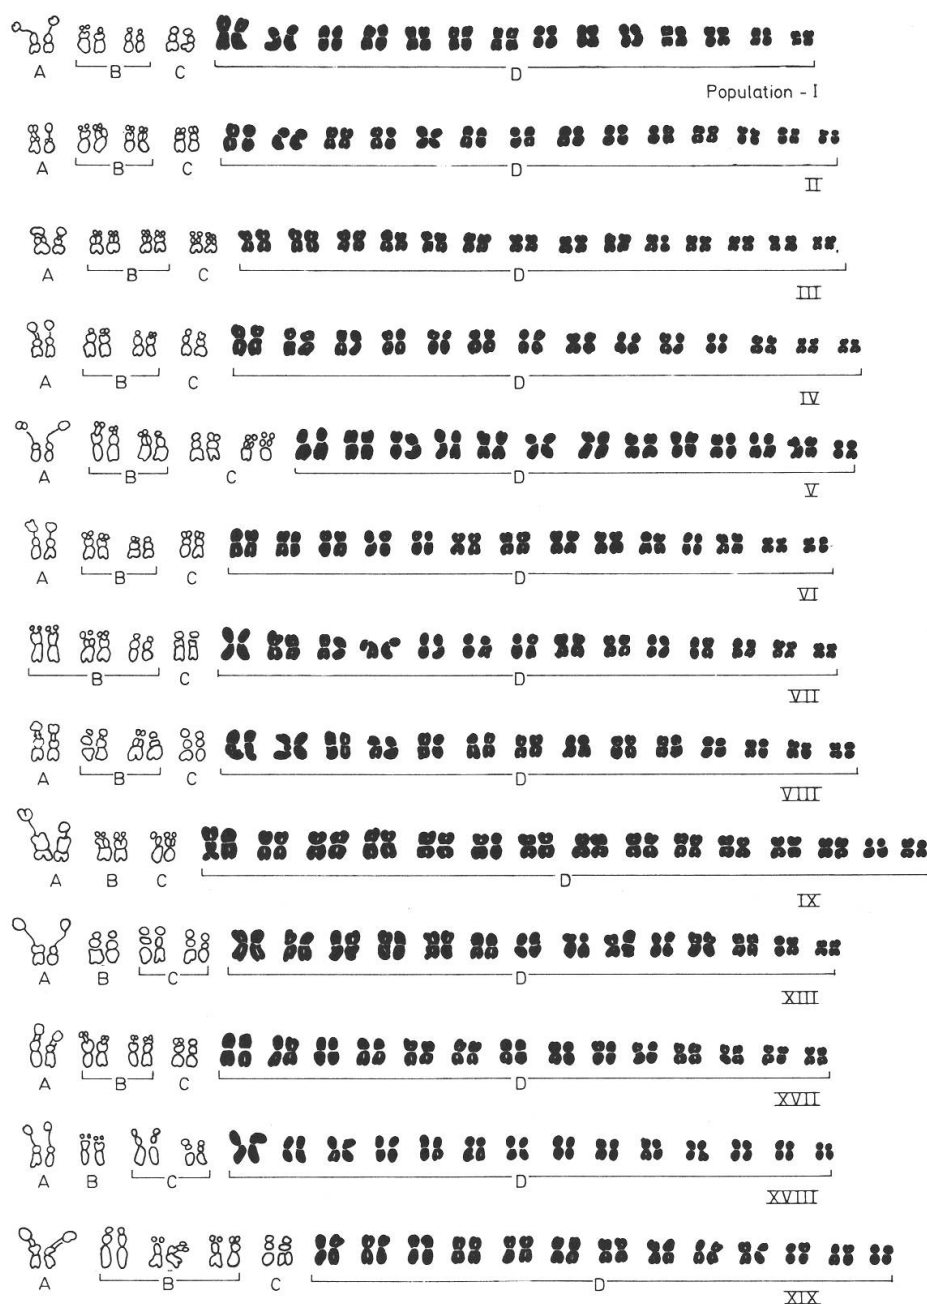 A B C D
Population - I
A B C D
II
A B C D
III
A B C D
IV
A B C D
V
A B C D
VI
B C D
VII
A B C D
VIII
A B C D
IX
A B C D
XIII
A B C D
XVII
A B C D
XVIII
A B C D
XIX